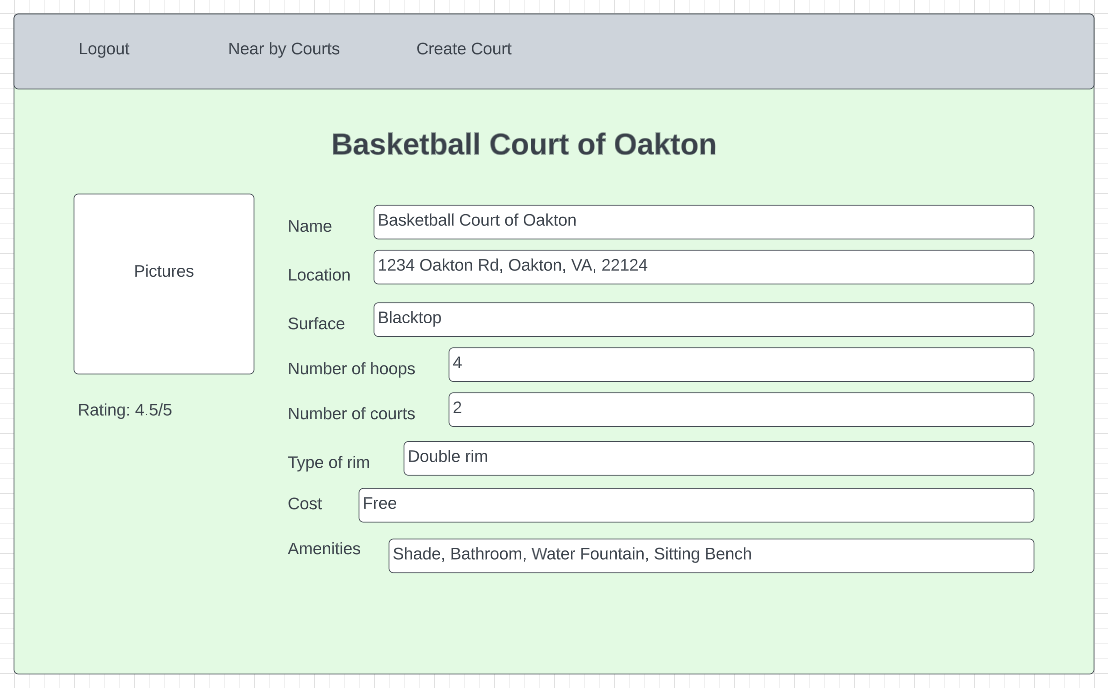 Logout Near by Courts Create Court
Basketball Court of Oakton
Pictures
Rating: 4.5/5
Name Basketball Court of Oakton
Location 1234 Oakton Rd, Oakton, VA, 22124
Surface Blacktop
Number of hoops 4
Number of courts 2
Type of rim Double rim
Cost Free
Amenities Shade, Bathroom, Water Fountain, Sitting Bench